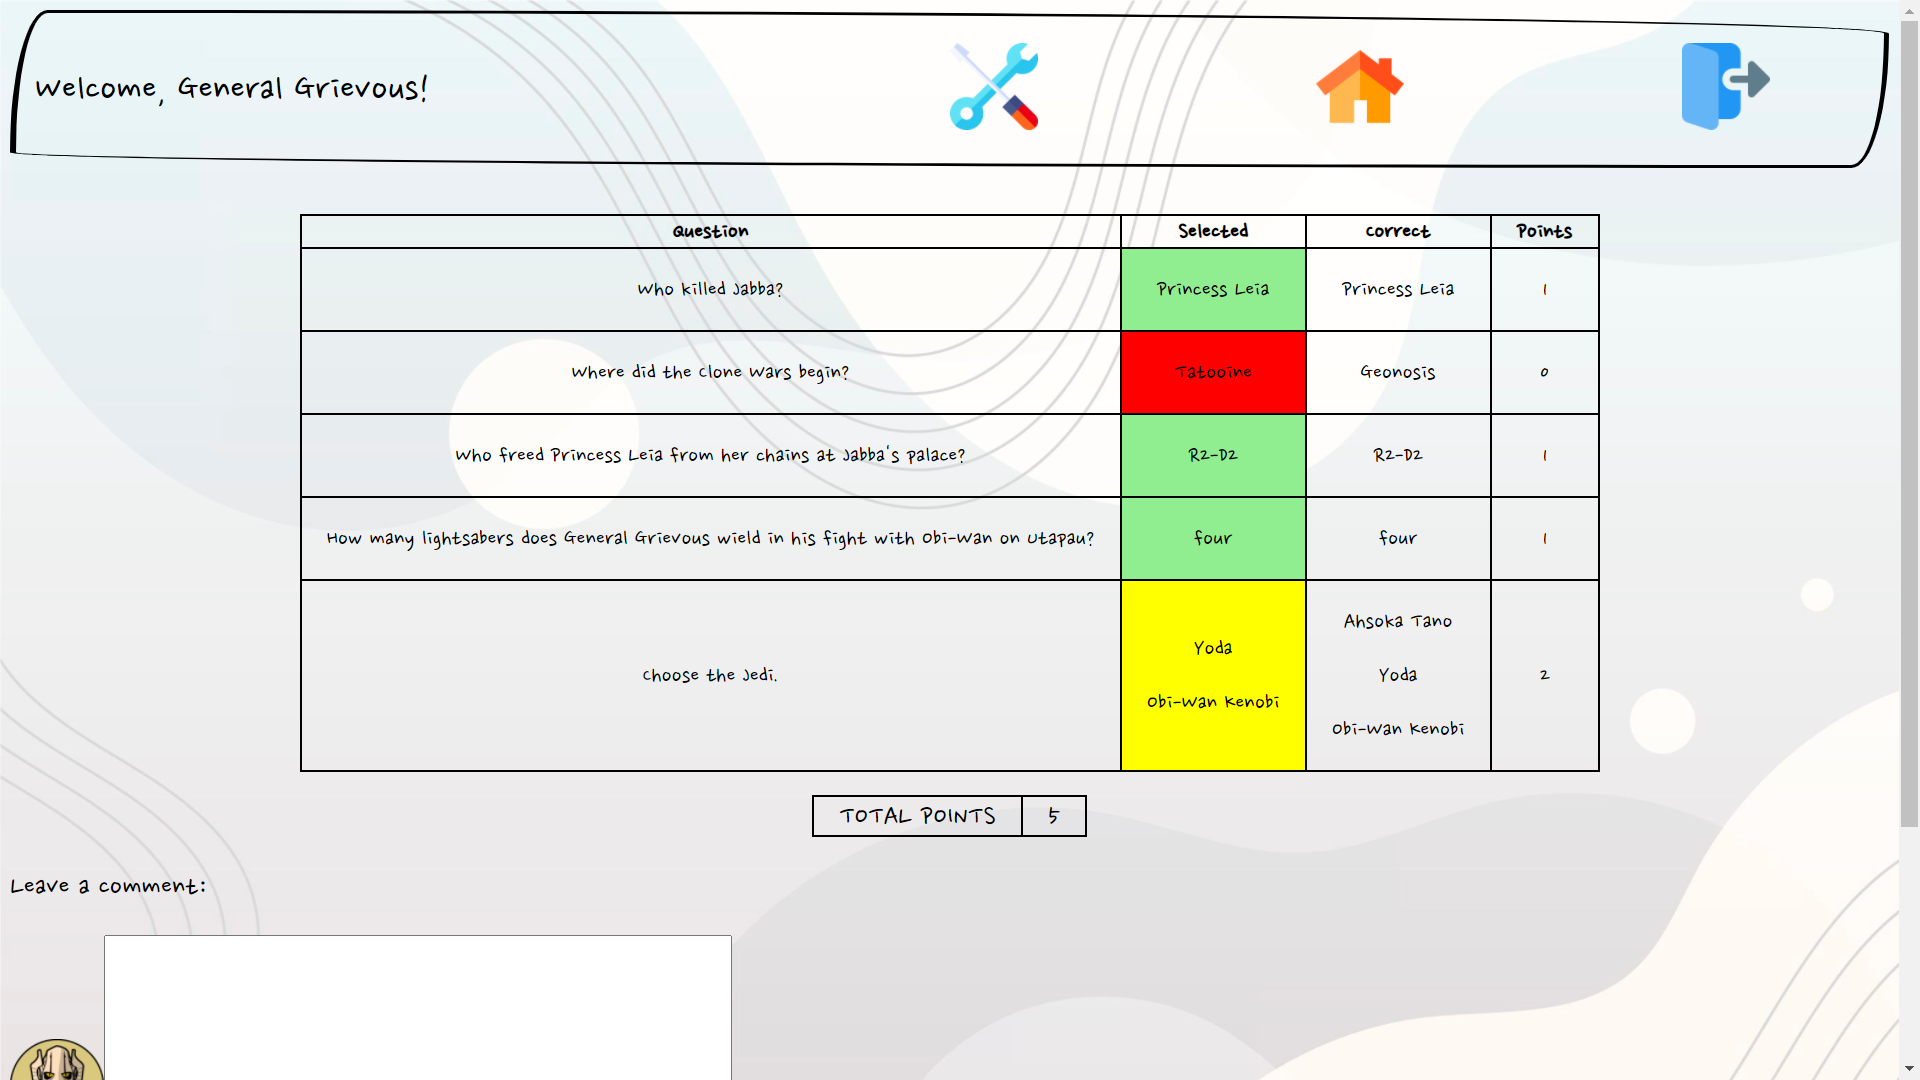 Welcome, General Grievous!
Question Selected Correct Points
Who killed Jabba? Princess Leia Princess Leia 1
Where did the Clone Wars begin? Tatooine Geonosis 0
Who freed Princess Leia from her chains at Jabba's palace? R2-D2 R2-D2 1
How many lightsabers does General Grievous wield in his fight with Obi-Wan on Utapau? four four 1
Choose the Jedi. Yoda Obi-Wan Kenobi Ahsoka Tano Yoda Obi-Wan Kenobi 2
TOTAL POINTS 5
Leave a comment: